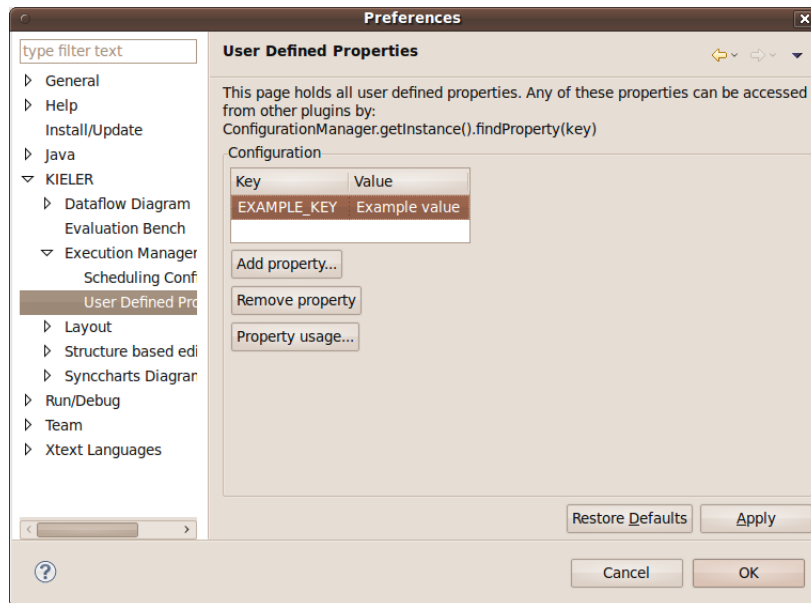 Preferences
type filter text
General
Help
Install/Update
Java
KIELER
Dataflow Diagram
Evaluation Bench
Execution Manager
Scheduling Conf
User Defined Pro
Layout
Structure based edi
Synccharts Diagran
Run/Debug
Team
Xtext Languages
User Defined Properties
This page holds all user defined properties. Any of these properties can be accessed
from other plugins by:
ConfigurationManager.getInstance().findProperty(key)
Configuration
Key Value
EXAMPLE_KEY Example value
Add property...
Remove property
Property usage...
Restore Defaults Apply
Cancel OK